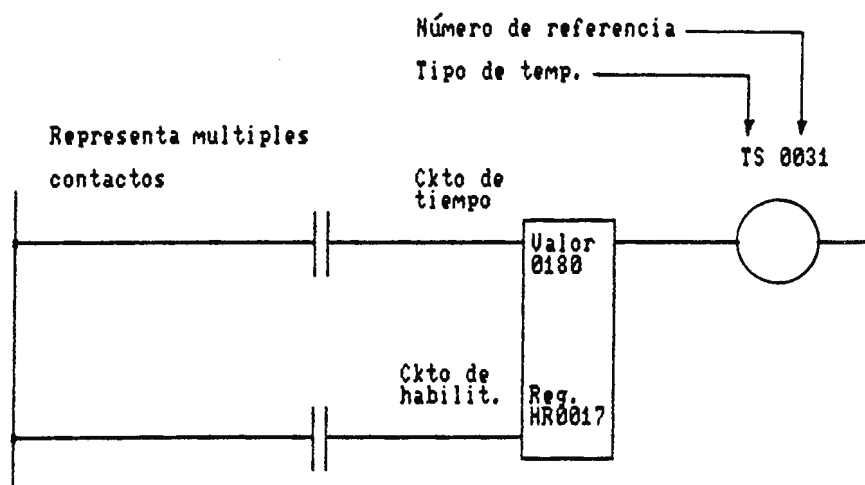 Número de referencia
Tipo de temp.
Representa multiples
contactos
TS 0031
Ckto de
tiempo
Valor
0180
Ckto de
habilit.
Reg.
HR0017